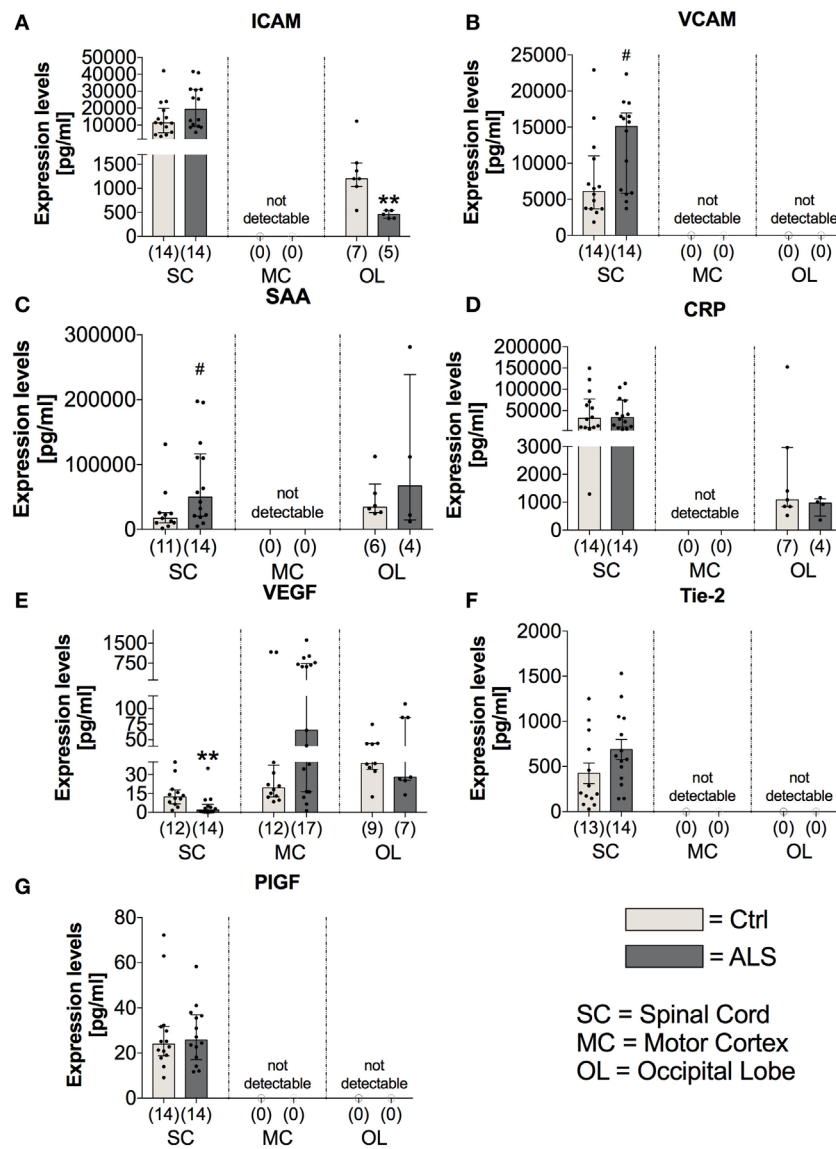 A
ICAM
Expression levels
[pg/ml]
50000
40000
30000
20000
10000
1500
1000
500
0
not
detectable
**
(14)(14)
(0) (0)
(7) (5)
SC
MC
OL
B
VCAM
Expression levels
[pg/ml]
25000
20000
15000
10000
5000
0
#
not
detectable
not
detectable
(14)(14)
(0) (0)
(0) (0)
SC
MC
OL
C
SAA
Expression levels
[pg/ml]
300000
200000
100000
0
#
not
detectable
(11)(14)
(0) (0)
(6) (4)
SC
MC
OL
D
CRP
Expression levels
[pg/ml]
200000
150000
100000
50000
3000
2000
1000
0
not
detectable
(14)(14)
(0) (0)
(7) (4)
SC
MC
OL
E
VEGF
Expression levels
[pg/ml]
1500
750
100
75
50
30
15
0
**
(12)(14)
(12)(17)
(9) (7)
SC
MC
OL
F
Tie-2
Expression levels
[pg/ml]
2000
1500
1000
500
0
not
detectable
not
detectable
(13)(14)
(0) (0)
(0) (0)
SC
MC
OL
G
PIGF
Expression levels
[pg/ml]
80
60
40
20
0
not
detectable
not
detectable
(14)(14)
(0) (0)
(0) (0)
SC
MC
OL
= Ctrl
= ALS
SC = Spinal Cord
MC = Motor Cortex
OL = Occipital Lobe